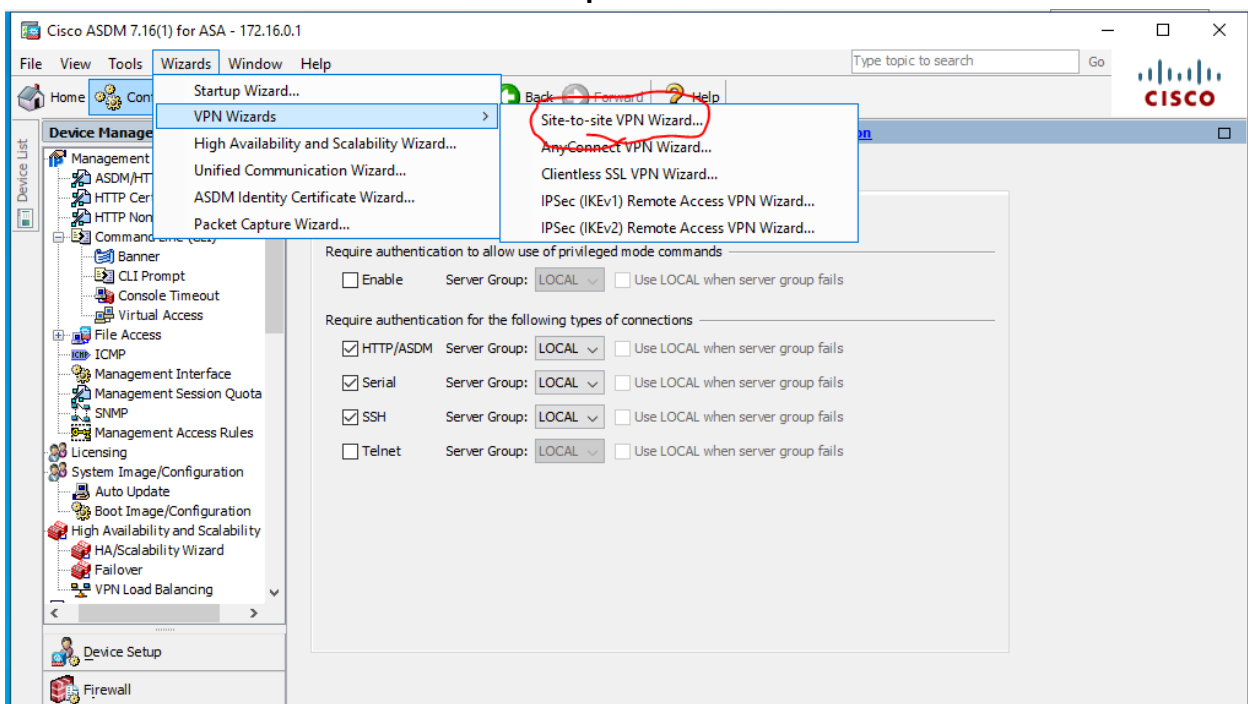 Cisco ASDM 7.16(1) for ASA - 172.16.0.1
File View Tools Wizards Window Help
Type topic to search
Go
Home
Back
Forward
Help
CISCO
Startup Wizard...
VPN Wizards
High Availability and Scalability Wizard...
Unified Communication Wizard...
ASDM Identity Certificate Wizard...
Packet Capture Wizard...
Site-to-site VPN Wizard...
AnyConnect VPN Wizard...
Clientless SSL VPN Wizard...
IPSec (IKEv1) Remote Access VPN Wizard...
IPSec (IKEv2) Remote Access VPN Wizard...
Device List
Management
Banner
CLI Prompt
Console Timeout
Virtual Access
File Access
ICMP
ICMP
Management Interface
Management Session Quota
SNMP
Management Access Rules
Licensing
System Image/Configuration
Auto Update
Boot Image/Configuration
High Availability and Scalability
HA/Scalability Wizard
Failover
VPN Load Balancing
Device Setup
Firewall
Require authentication to allow use of privileged mode commands
Enable Server Group: LOCAL Use LOCAL when server group fails
Require authentication for the following types of connections
HTTP/ASDM Server Group: LOCAL Use LOCAL when server group fails
Serial Server Group: LOCAL Use LOCAL when server group fails
SSH Server Group: LOCAL Use LOCAL when server group fails
Telnet Server Group: LOCAL Use LOCAL when server group fails